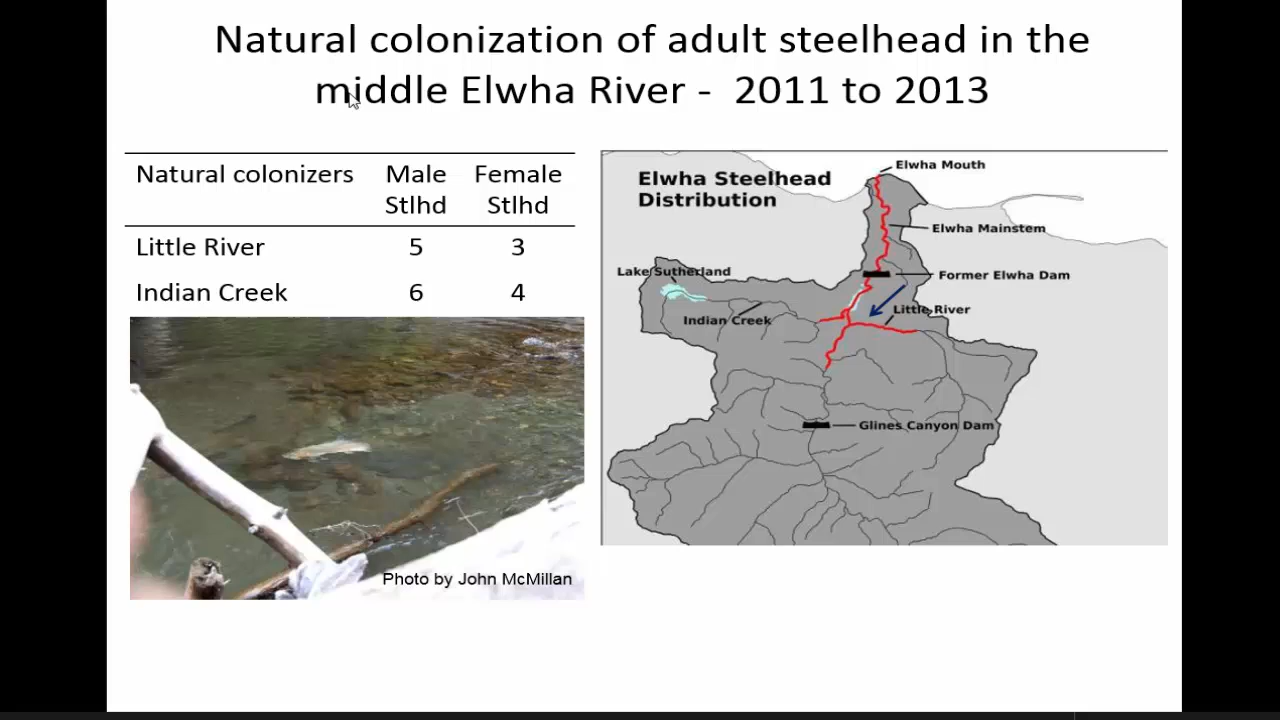 Natural colonization of adult steelhead in the
middle Elwha River - 2011 to 2013
Natural colonizers Male Female
Stlhd Stlhd
Little River 5 3
Indian Creek 6 4
Photo by John McMillan
Elwha Steelhead
Distribution
Elwha Mouth
Elwha Mainstem
Lake Sutherland
Former Elwha Dam
Indian Creek
Little River
Glines Canyon Dam